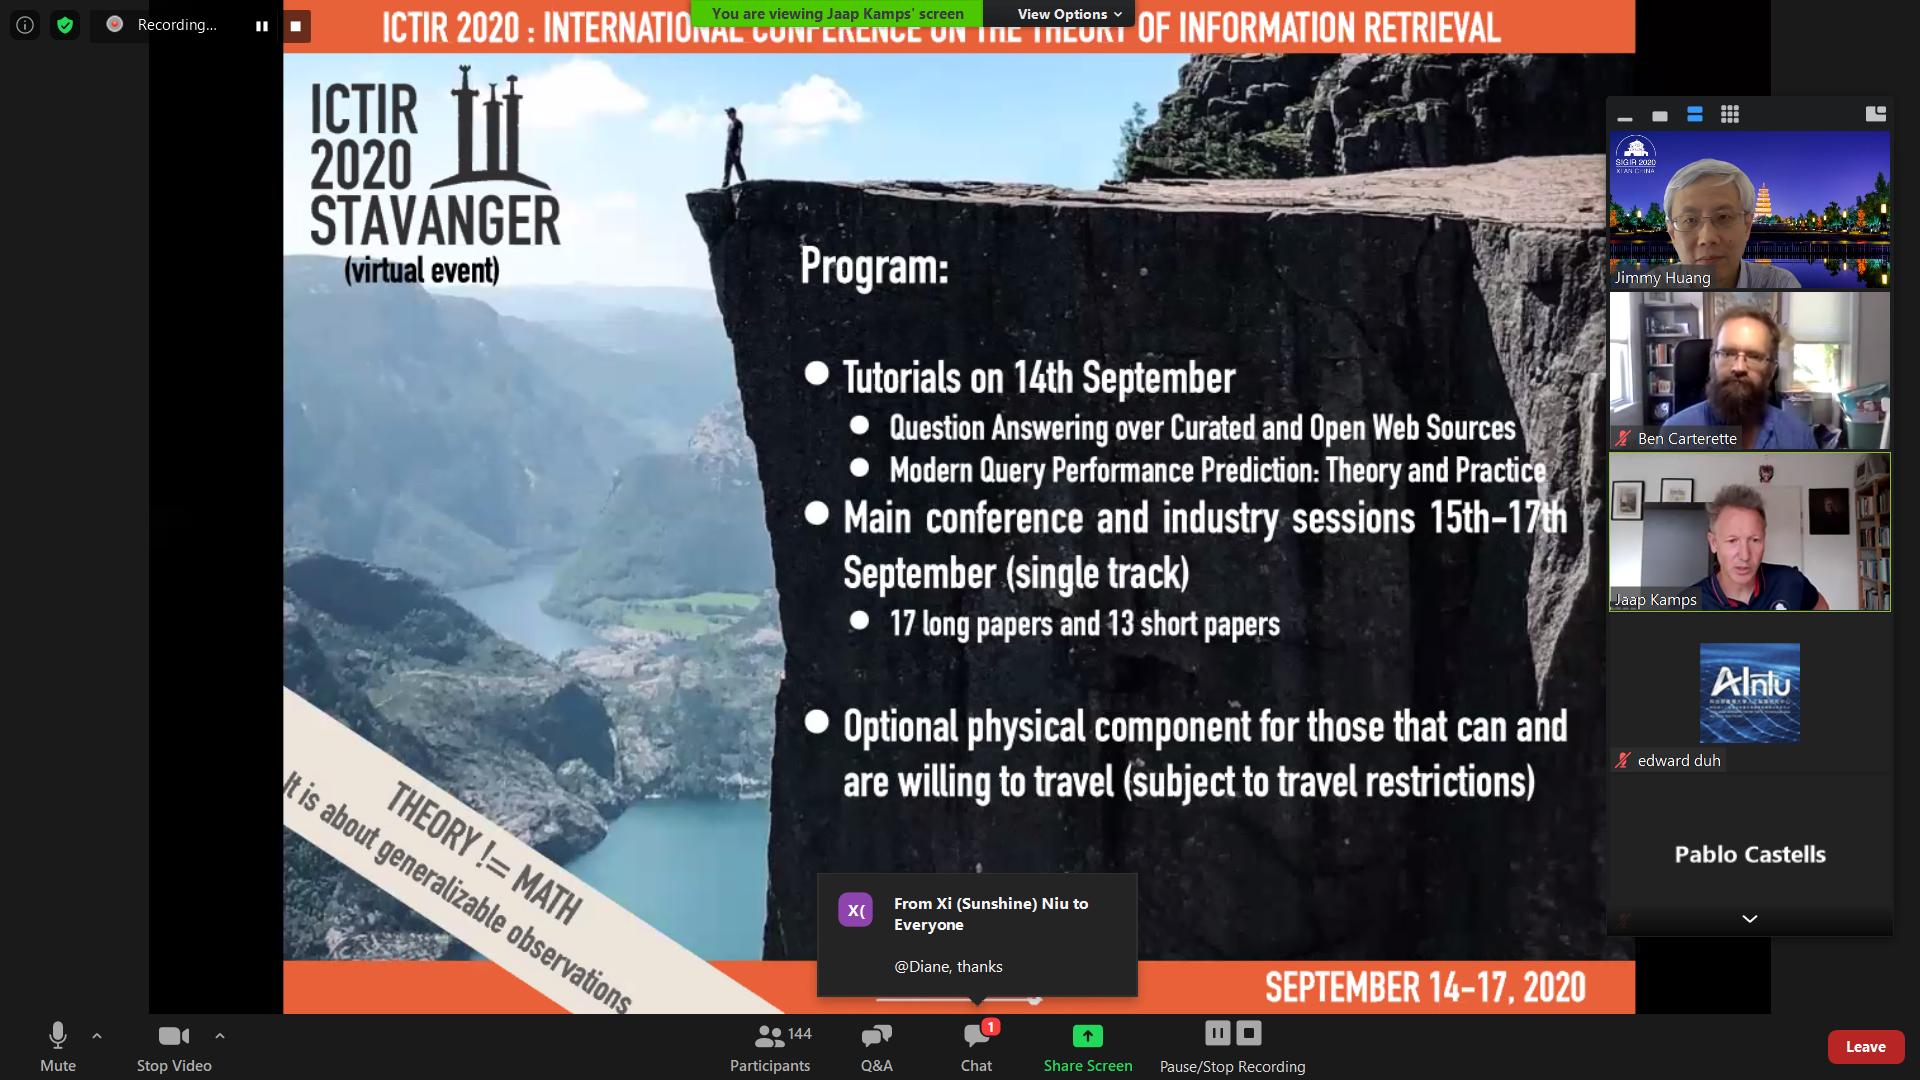 Recording...
You are viewing Jaap Kamps' screen
View Options
ICTIR 2020 : INTERNATIONAL CONFERENCE ON THE THEORY OF INFORMATION RETRIEVAL
ICTIR
2020
STAVANGER
(virtual event)
Program:
Tutorials on 14th September
Question Answering over Curated and Open Web Sources
Modern Query Performance Prediction: Theory and Practice
Main conference and industry sessions 15th-17th
September (single track)
17 long papers and 13 short papers
Optional physical component for those that can and
are willing to travel (subject to travel restrictions)
THEORY != MATH
It is about generalizable observations
SEPTEMBER 14-17, 2020
X(
From Xi (Sunshine) Niu to
Everyone
@Diane, thanks
SIGIR 2020
XI'AN CHINA
Jimmy Huang
Ben Carterette
Jaap Kamps
AIntu
edward duh
Pablo Castells
Mute
Stop Video
144
Participants
Q&A
1
Chat
Share Screen
Pause/Stop Recording
Leave